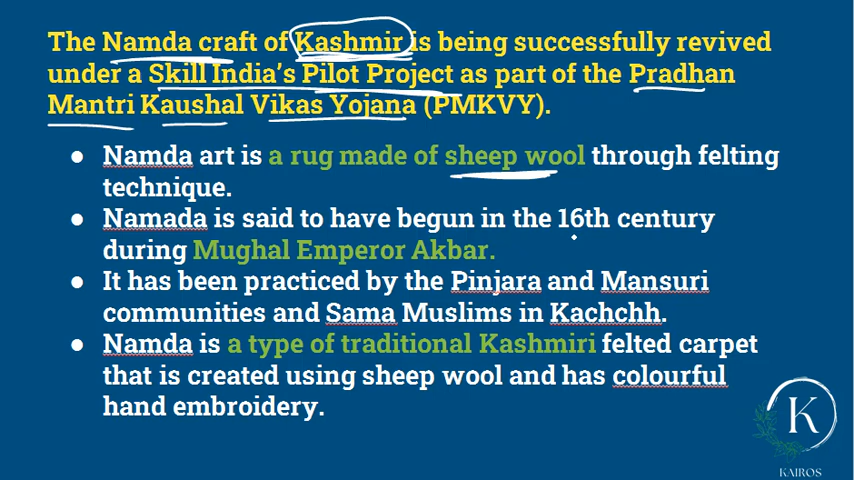 The Namda craft of Kashmir is being successfully revived
under a Skill India's Pilot Project as part of the Pradhan
Mantri Kaushal Vikas Yojana (PMKVY).
● Namda art is a rug made of sheep wool through felting
technique.
● Namada is said to have begun in the 16th century
during Mughal Emperor Akbar.
● It has been practiced by the Pinjara and Mansuri
communities and Sama Muslims in Kachchh.
● Namda is a type of traditional Kashmiri felted carpet
that is created using sheep wool and has colourful
hand embroidery.
K
KAIROS